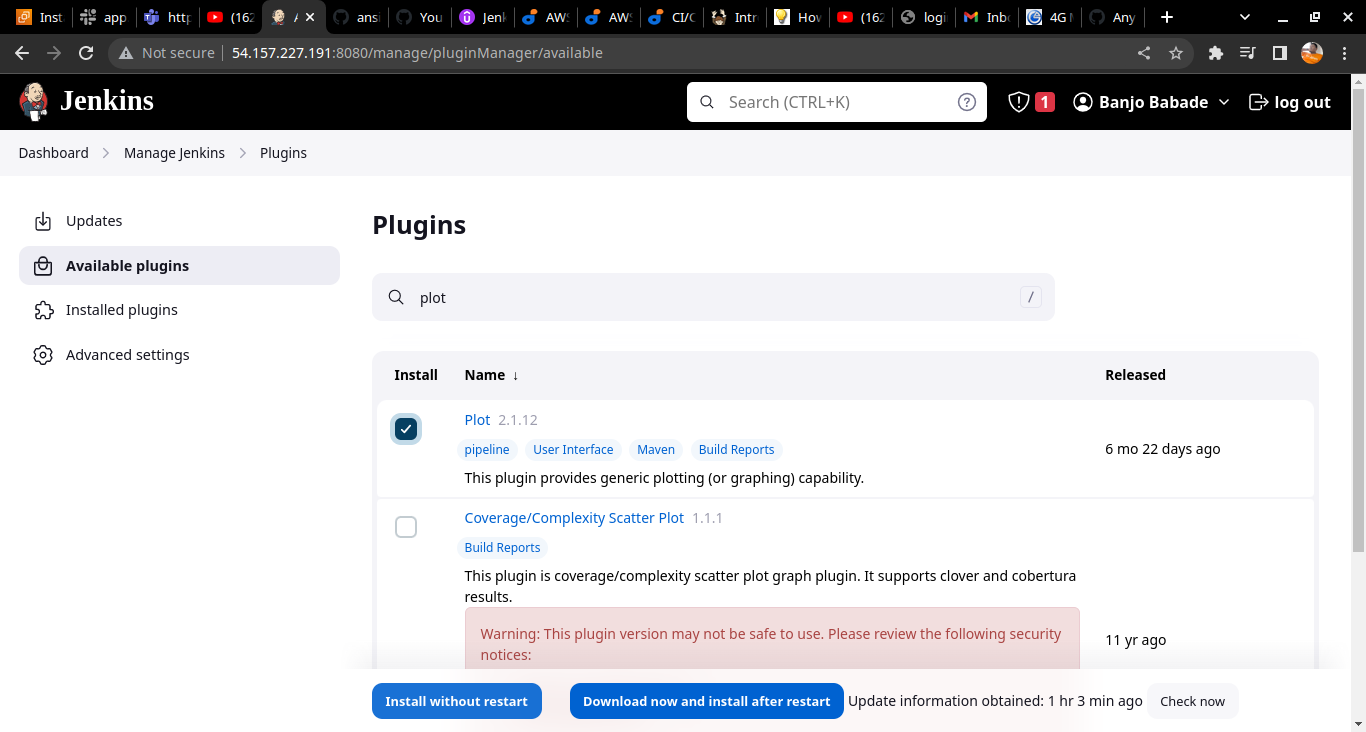 Inst
app
http
(162
A
ansi
You
Jenk
AWS
AWS
CI/C
Intr
How
(162
login
Inbo
4G M
Any
Not secure
54.157.227.191:8080/manage/pluginManager/available
Jenkins
Search (CTRL+K)
?
1
Banjo Babade
log out
Dashboard
Manage Jenkins
Plugins
Updates
Available plugins
Installed plugins
Advanced settings
Plugins
plot
/
Install
Name ↓
Released
Plot 2.1.12
pipeline
User Interface
Maven
Build Reports
This plugin provides generic plotting (or graphing) capability.
6 mo 22 days ago
Coverage/Complexity Scatter Plot 1.1.1
Build Reports
This plugin is coverage/complexity scatter plot graph plugin. It supports clover and cobertura
results.
Warning: This plugin version may not be safe to use. Please review the following security
notices:
11 yr ago
Install without restart
Download now and install after restart
Update information obtained: 1 hr 3 min ago
Check now